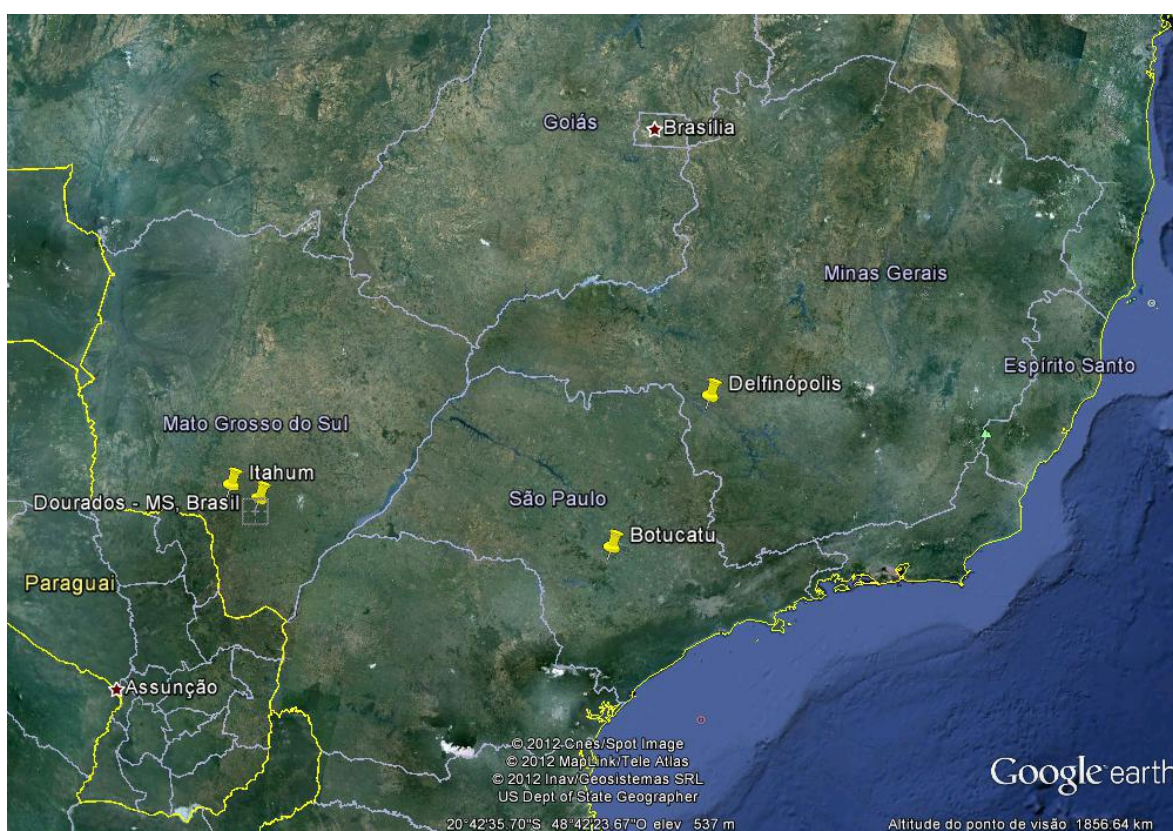 Goiás
Brasília
Minas Gerais
Espírito Santo
Delfinópolis
Mato Grosso do Sul
Itahum
Dourados - MS, Brasil
São Paulo
Botucatu
Paraguai
Assunção
© 2012 Cnes/Spot Image
© 2012 MapLink/Tele Atlas
© 2012 Inav/Geosistemas SRL
US Dept of State Geographer
Google earth
20°42'35.70"S 48°42'23.67"O elev 537 m
Altitude do ponto de visão 1856.64 km